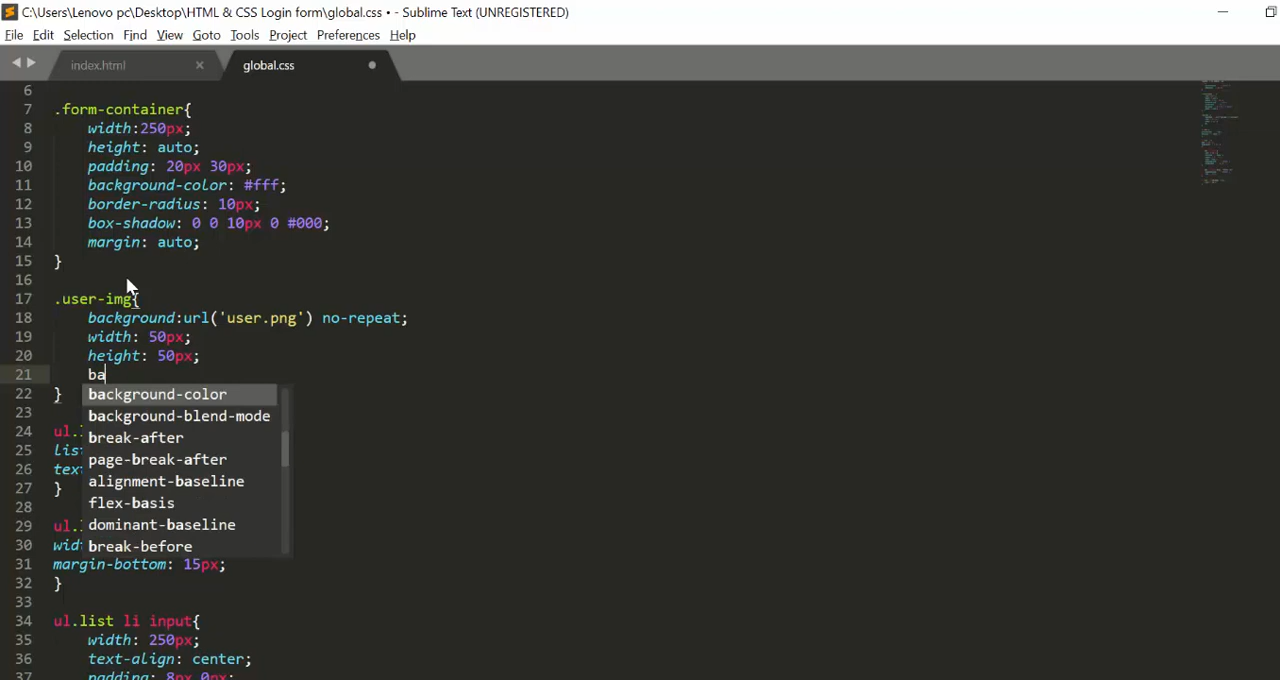 C:\Users\Lenovo pc\Desktop\HTML & CSS Login form\global.css • - Sublime Text (UNREGISTERED)
File Edit Selection Find View Goto Tools Project Preferences Help
index.html × global.css
6
7 .form-container{
8 width:250px;
9 height: auto;
10 padding: 20px 30px;
11 background-color: #fff;
12 border-radius: 10px;
13 box-shadow: 0 0 10px 0 #000;
14 margin: auto;
15 }
16
17 .user-img{
18 background:url('user.png') no-repeat;
19 width: 50px;
20 height: 50px;
21 ba
22 } background-color
23 background-blend-mode
break-after
24 ul.
25 lis page-break-after
26 tex alignment-baseline
27 } flex-basis
28 dominant-baseline
29 ul.
30 wid break-before
31 margin-bottom: 15px;
32 }
33
34 ul.list li input{
35 width: 250px;
36 text-align: center;
37 padding: 8px 0px;